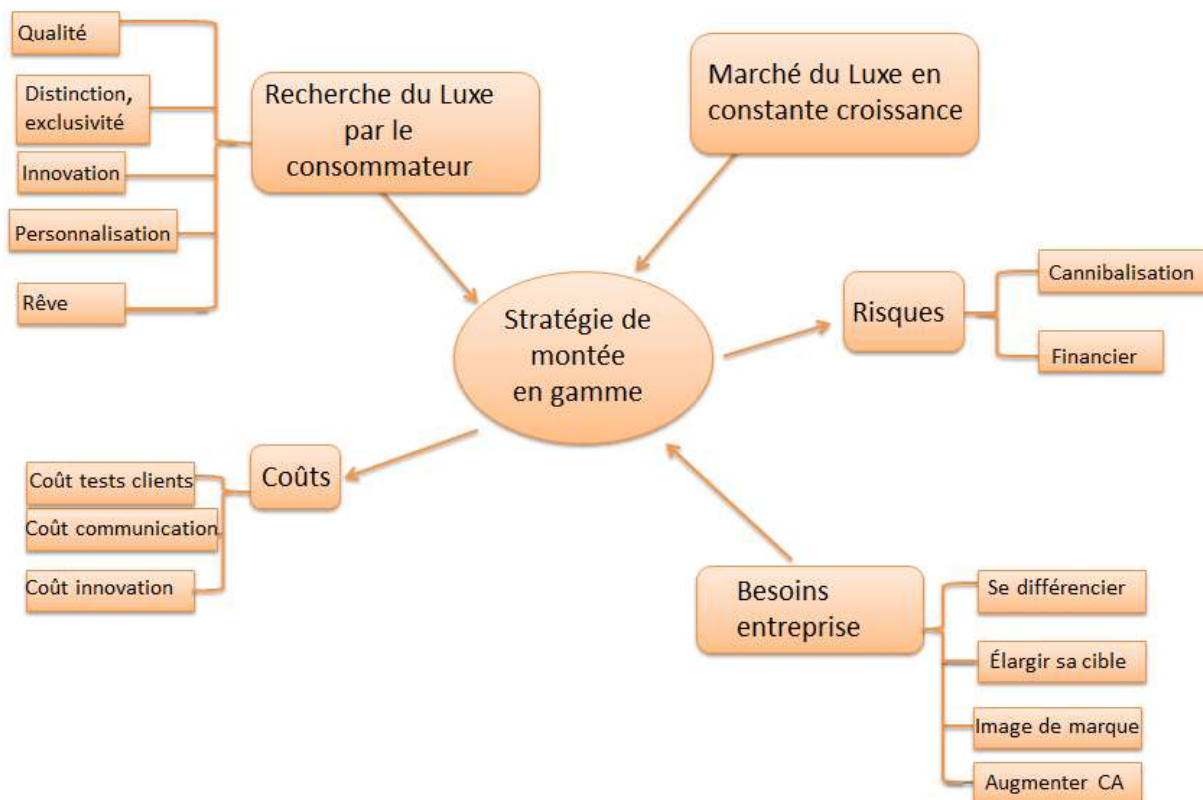 Qualité
Distinction,
exclusivité
Innovation
Personnalisation
Rêve
Recherche du Luxe
par le
consommateur
Marché du Luxe en
constante croissance
Stratégie de
montée
en gamme
Risques
Cannibalisation
Financier
Coûts
Coût tests clients
Coût communication
Coût innovation
Besoins
entreprise
Se différencier
Élargir sa cible
Image de marque
Augmenter CA